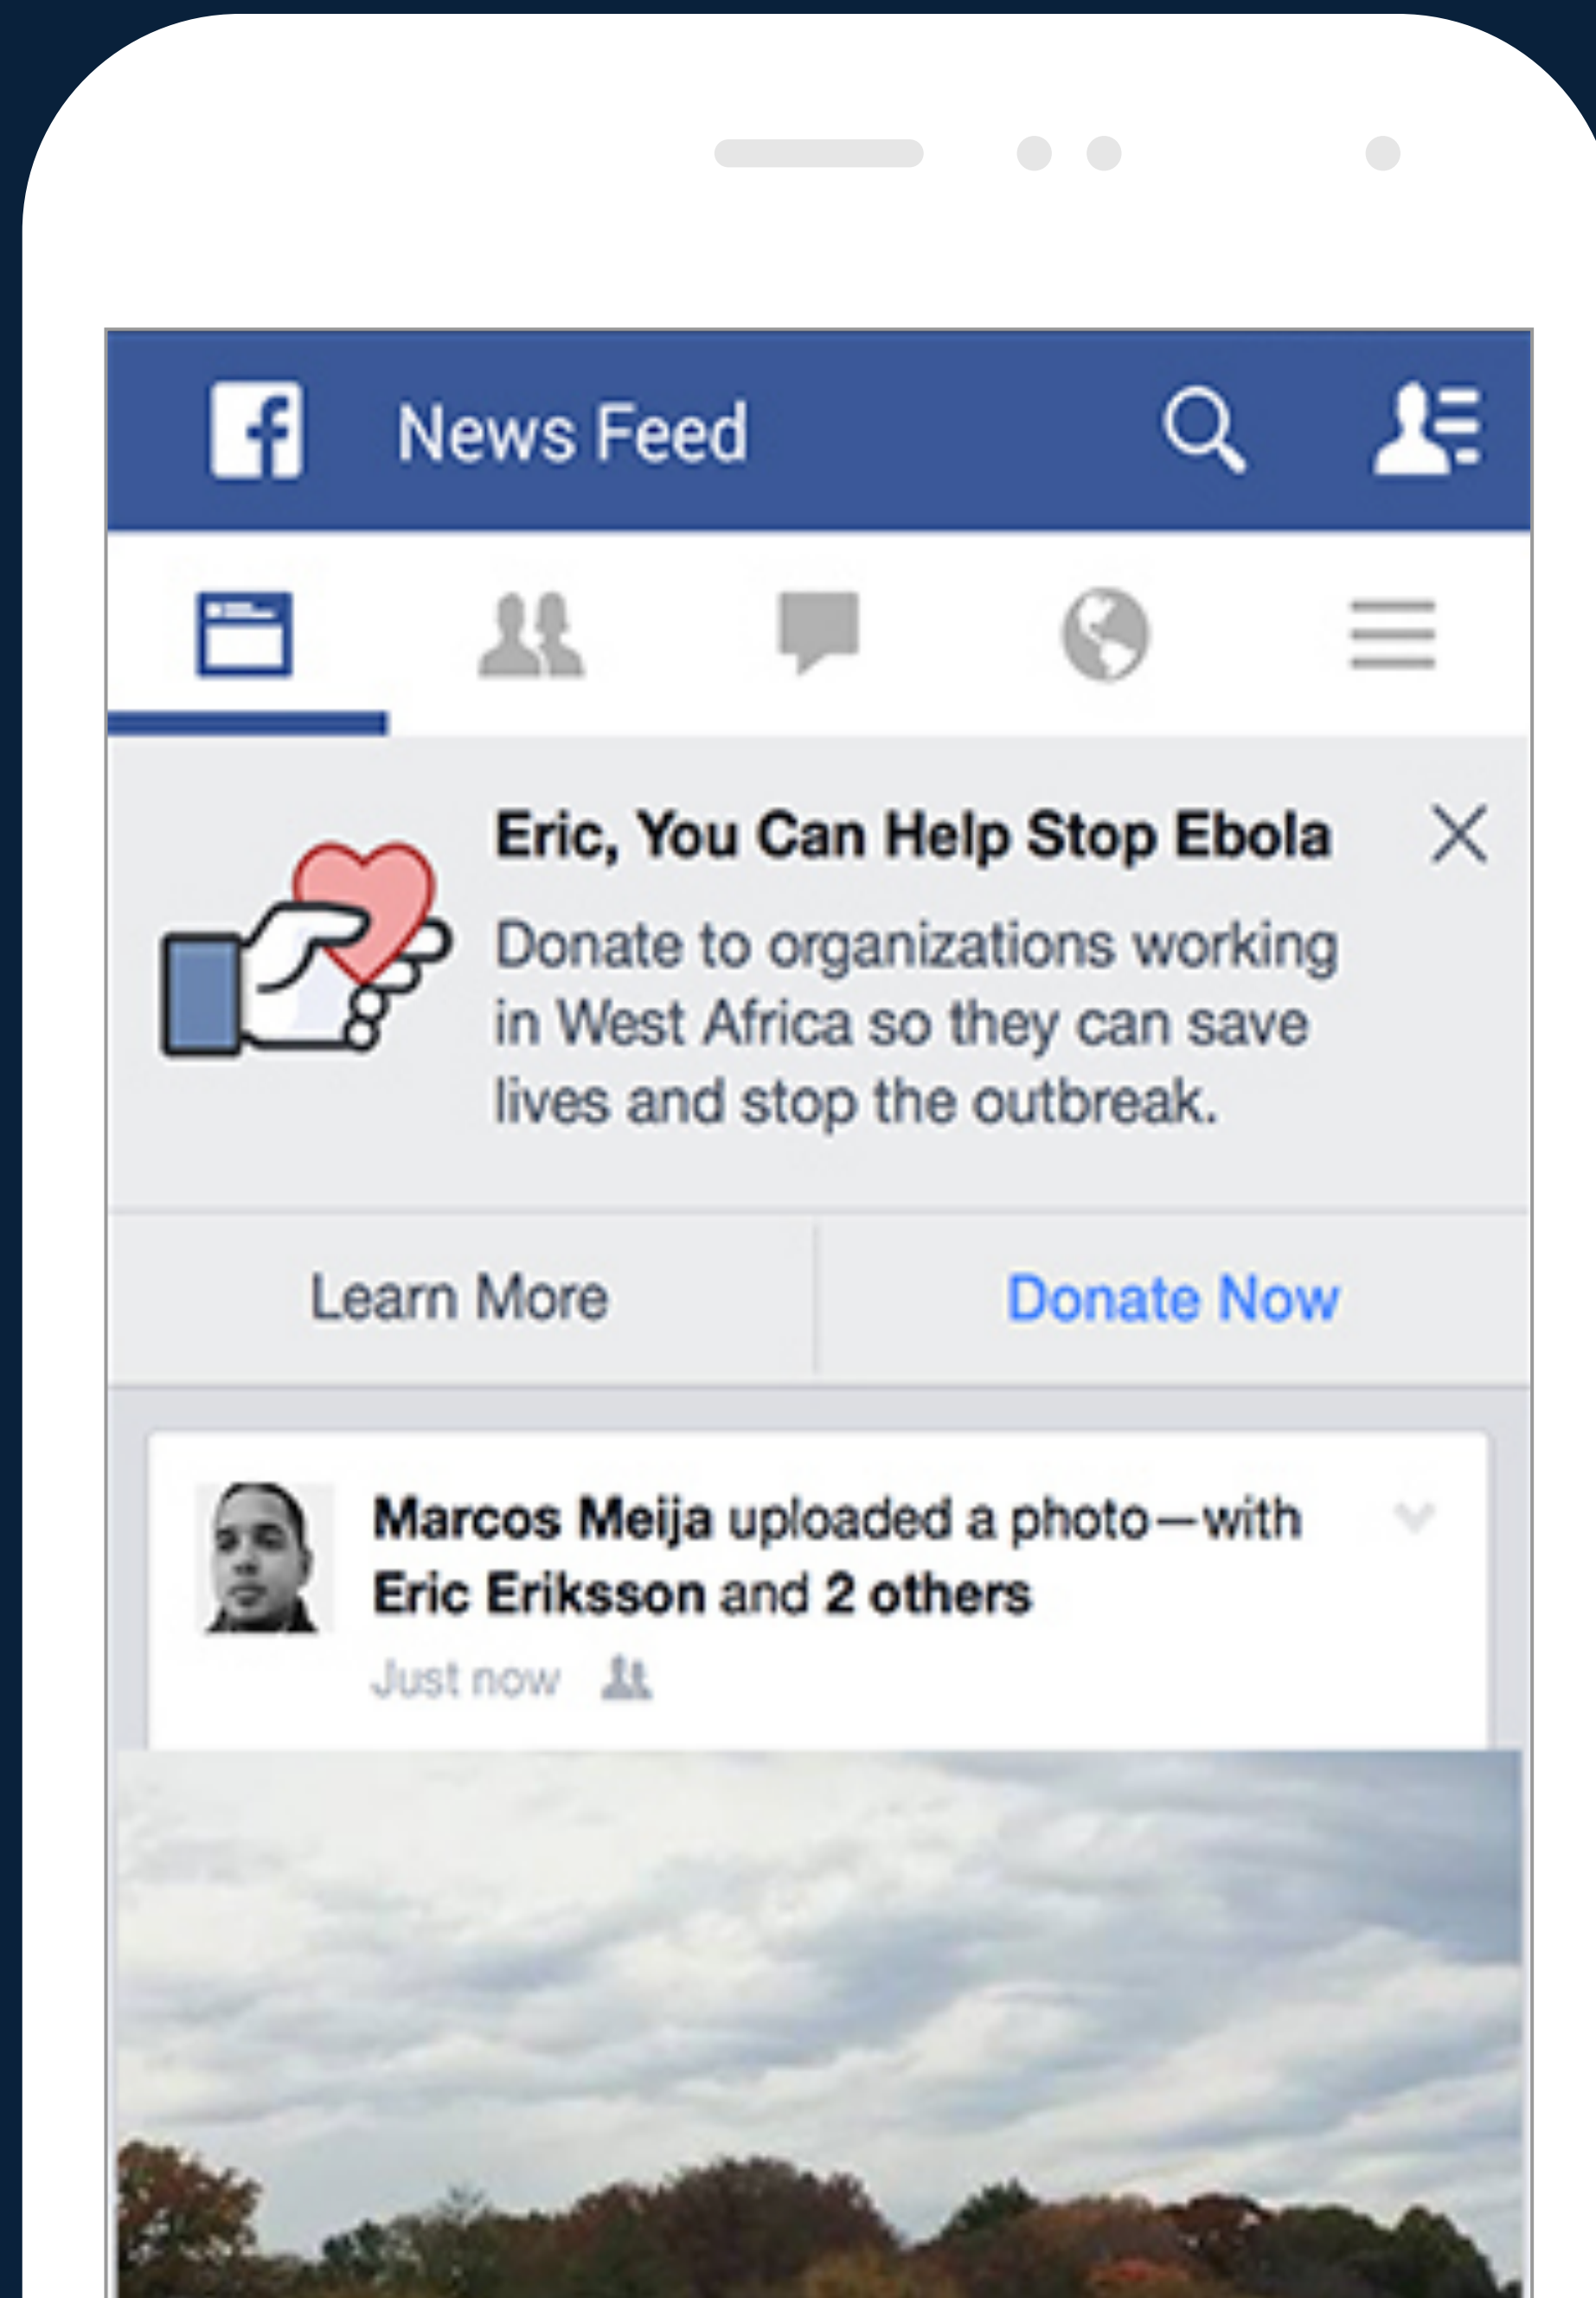 News Feed
Eric, You Can Help Stop Ebola
Donate to organizations working
in West Africa so they can save
lives and stop the outbreak.
Learn More
Donate Now
Marcos Meija uploaded a photo—with
Eric Eriksson and 2 others
Just now